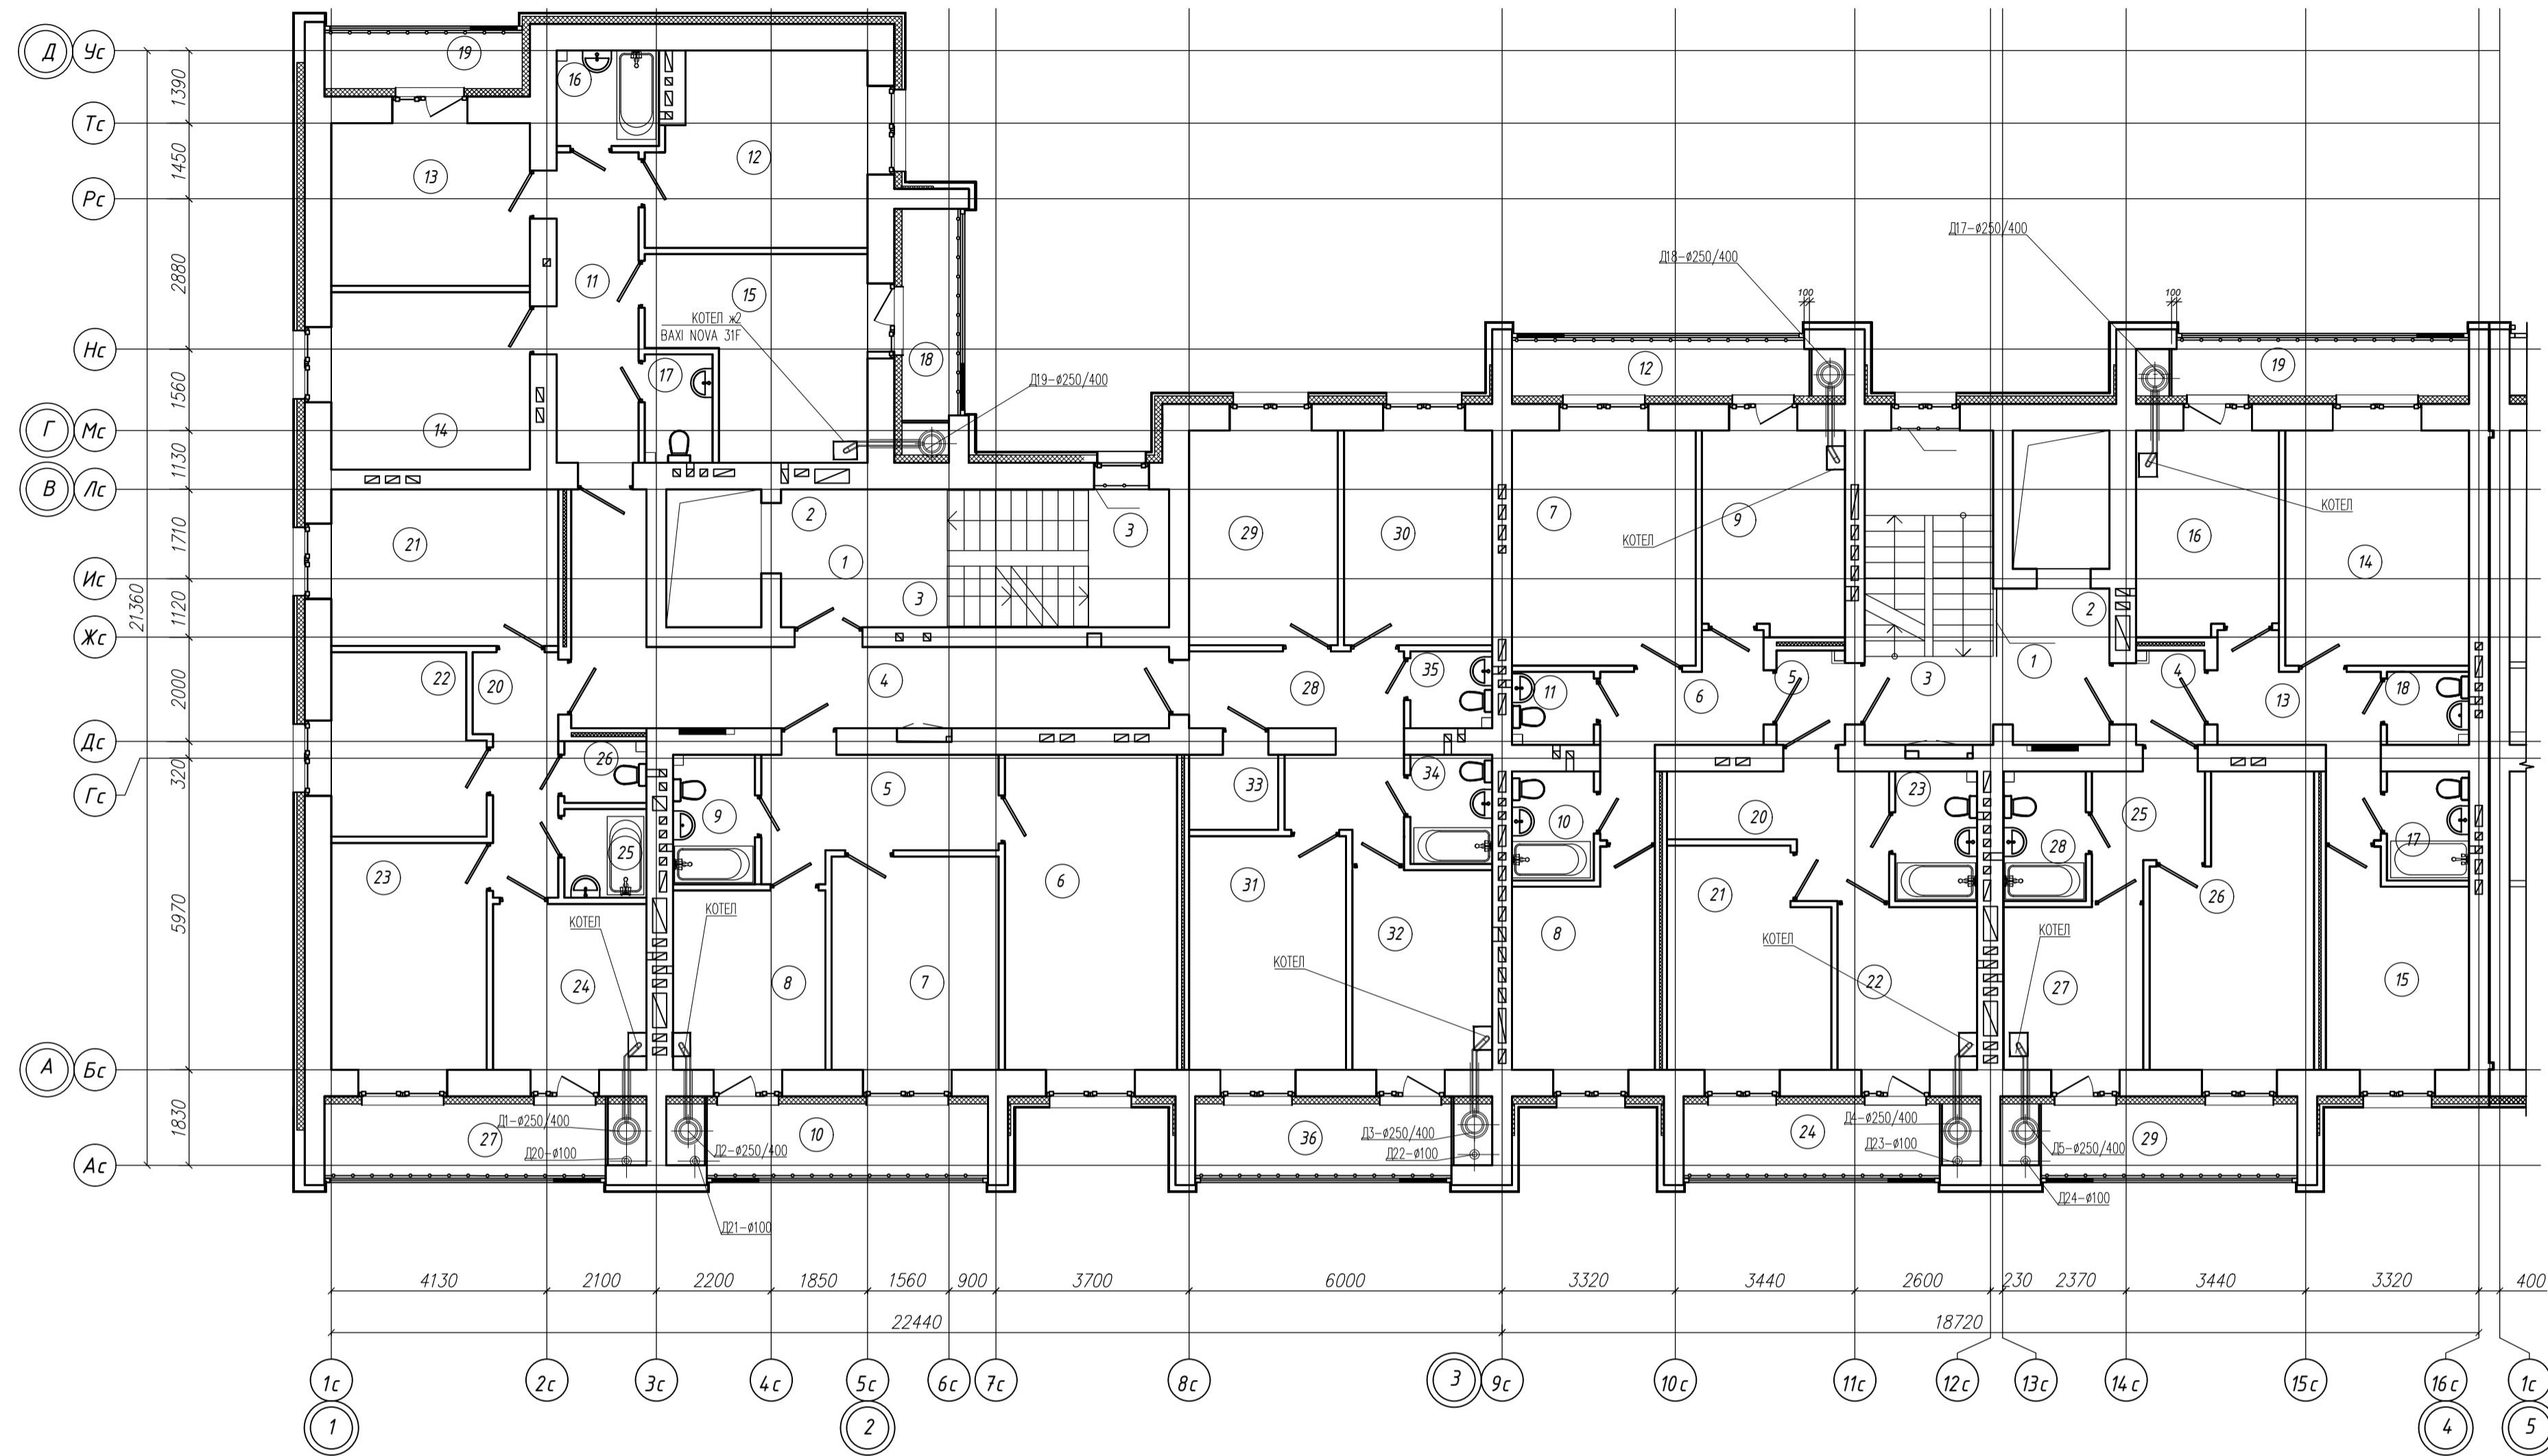 Д Ус 19 16
1390
Тс
1450
13 12
Рс
2880
11 15
КОТЕЛ ж2
BAXI NOVA 31F
Д18-ø250/400 Д17-ø250/400
100 100
Нс
1560
17 18 12 19
Д19-ø250/400
Г Мс 14
1130
В Лс
1710
21 2 3 29 30 7 9 16 14
КОТЕЛ КОТЕЛ
1
Ис
21360
1120
3 2
Жс
2000
22 20 4 28 35 11 6 5 3 1 4 13 18
Дс
320
26 5 34 33 23
Гс
9 10 20 25 17
25 28
23 6 31 21 26
5970
КОТЕЛ КОТЕЛ
32 8 КОТЕЛ КОТЕЛ
КОТЕЛ
24 8 7 22 27 15
А Бс
1830
Д1-ø250/400 Д2-ø250/400 Д3-ø250/400 Д4-ø250/400 Д5-ø250/400
27 10 36 24 29
Д20-ø100 Д22-ø100 Д23-ø100
Ас
Д24-ø100
Д21-ø100
4130 2100 2200 1850 1560 900 3700 6000 3320 3440 2600 230 2370 3440 3320 400
22440 18720
1с 2с 3с 4с 5с 6с 7с 8с 3 9с 10с 11с 12с 13с 14с 15с 16с 1с
1 2 4 5